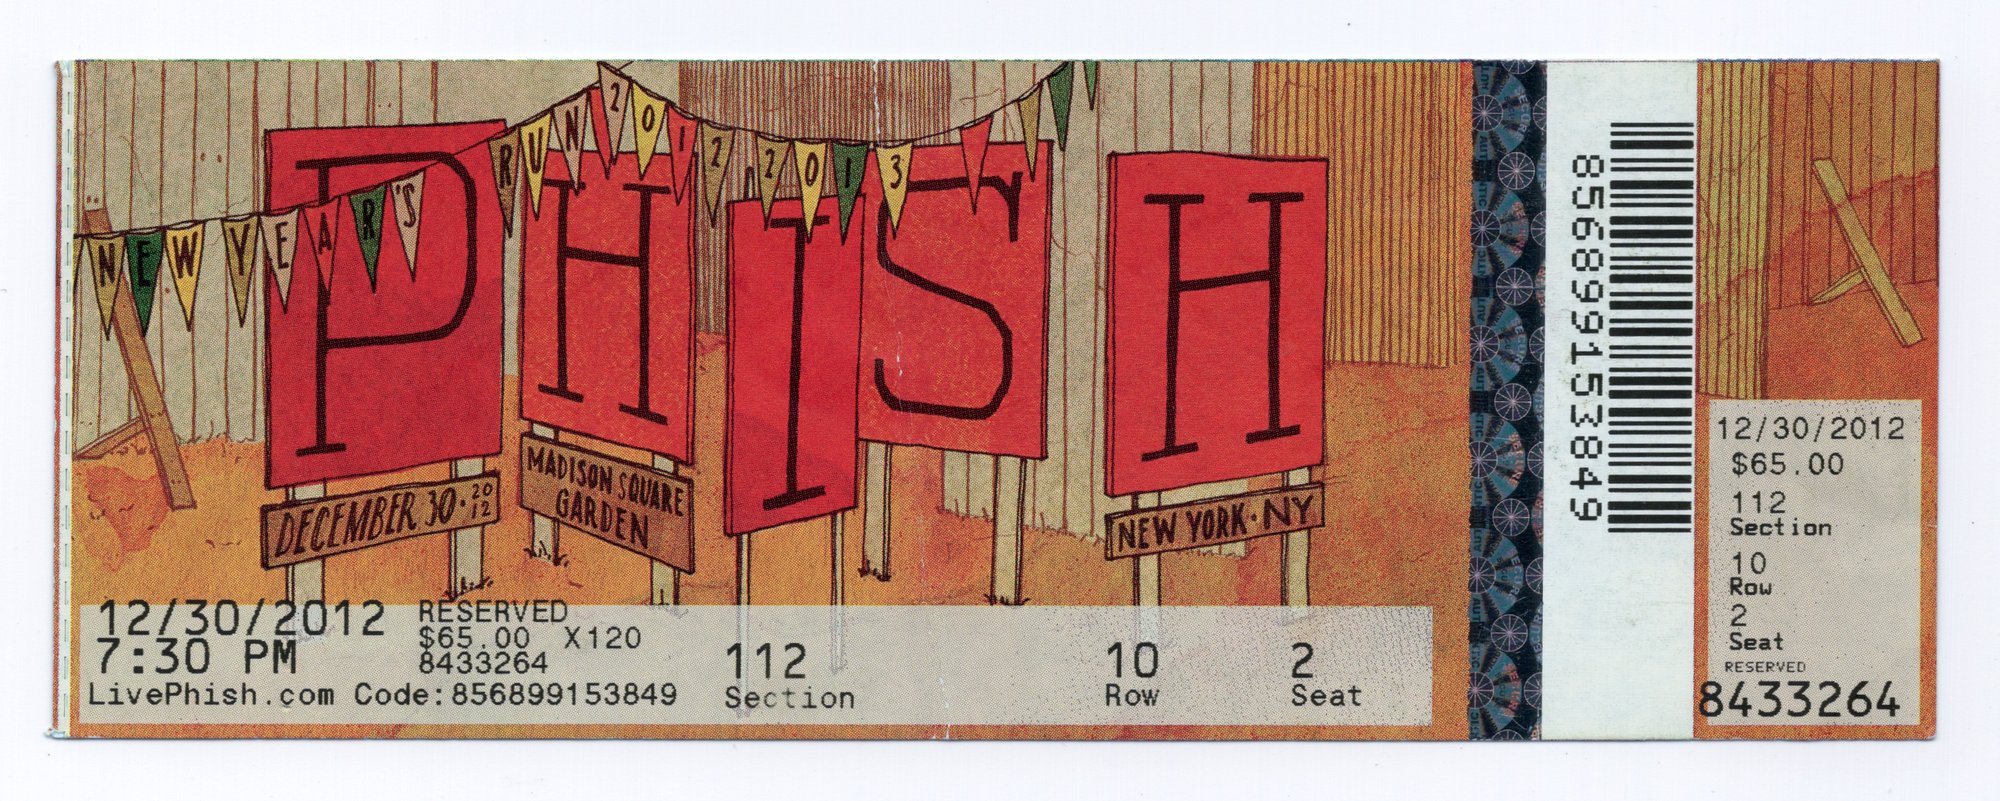 NEW YEAR'S RUN 2012 2013
PHISH
DECEMBER 30 · 2012
MADISON SQUARE
GARDEN
NEW YORK · NY
12/30/2012
7:30 PM
RESERVED
$65.00 X120
8433264
LivePhish.com Code:856899153849
112
Section
10
Row
2
Seat
856899153849
12/30/2012
$65.00
112
Section
10
Row
2
Seat
RESERVED
8433264